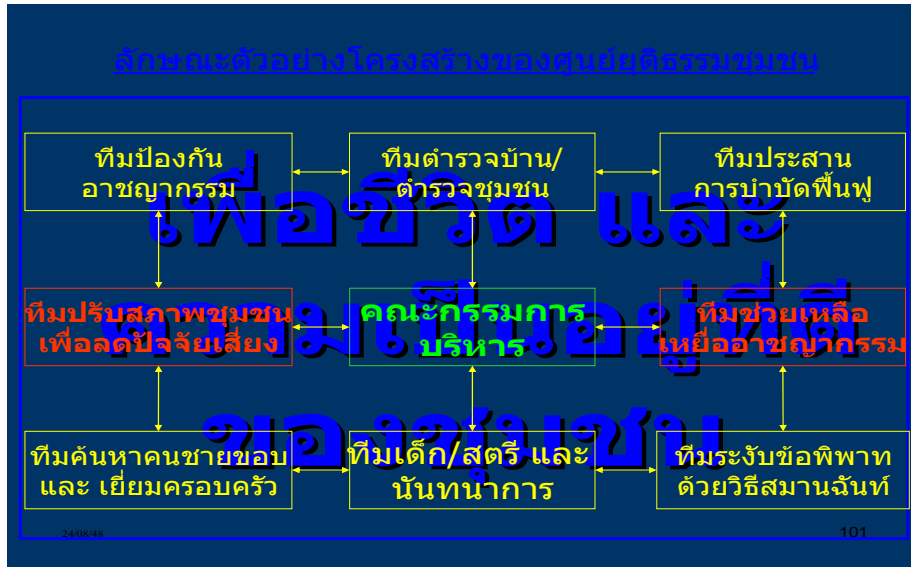 ลักษณะตัวอย่างโครงสร้างของศูนย์ยุติธรรมชุมชน
เพื่อชีวิต และ
ความเป็นอยู่ที่ดี
ของชุมชน
ทีมป้องกัน
อาชญากรรม
ทีมตำรวจบ้าน/
ตำรวจชุมชน
ทีมประสาน
การบำบัดฟื้นฟู
ทีมปรับสภาพชุมชน
เพื่อลดปัจจัยเสี่ยง
คณะกรรมการ
บริหาร
ทีมช่วยเหลือ
เหยื่ออาชญากรรม
ทีมค้นหาคนชายขอบ
และ เยี่ยมครอบครัว
ทีมเด็ก/สตรี และ
นันทนาการ
ทีมระงับข้อพิพาท
ด้วยวิธีสมานฉันท์
24/08/48
101